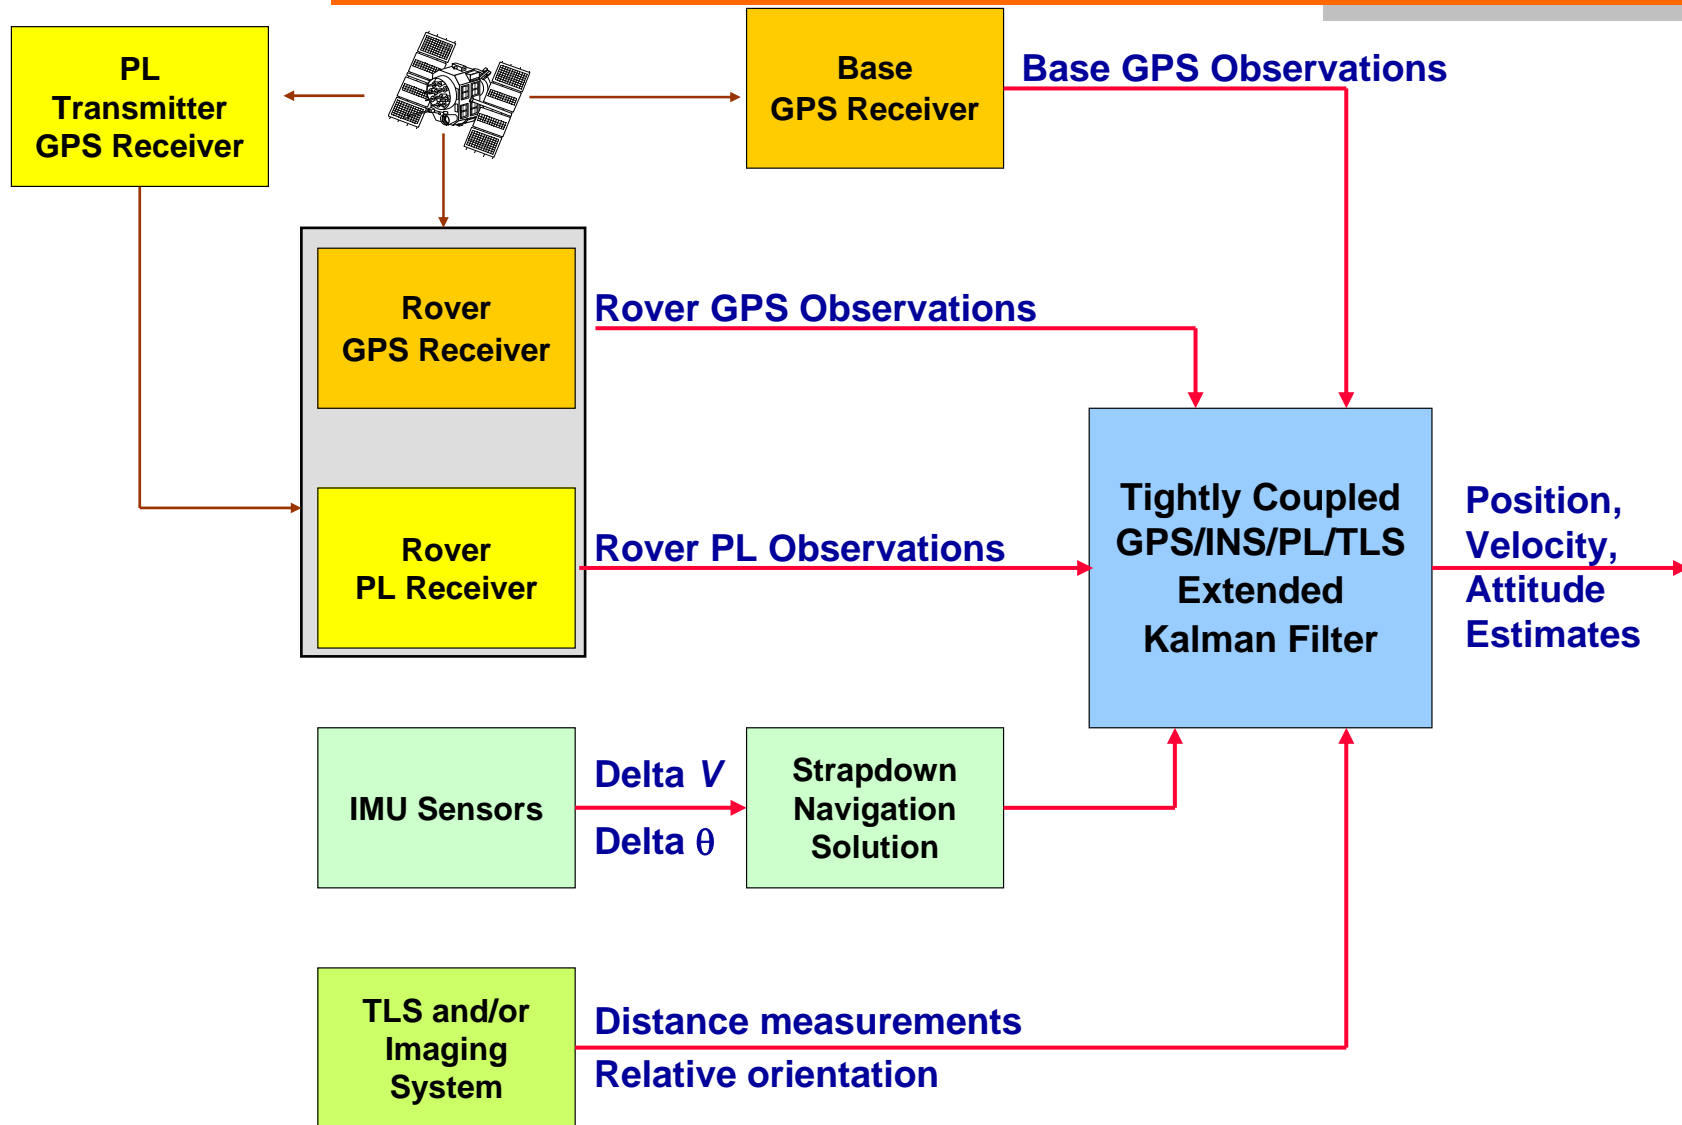 PL
Transmitter
GPS Receiver
Base
GPS Receiver
Base GPS Observations
Rover
GPS Receiver
Rover GPS Observations
Rover
PL Receiver
Rover PL Observations
Tightly Coupled
GPS/INS/PL/TLS
Extended
Kalman Filter
Position,
Velocity,
Attitude
Estimates
IMU Sensors
Delta V
Delta θ
Strapdown
Navigation
Solution
TLS and/or
Imaging
System
Distance measurements
Relative orientation